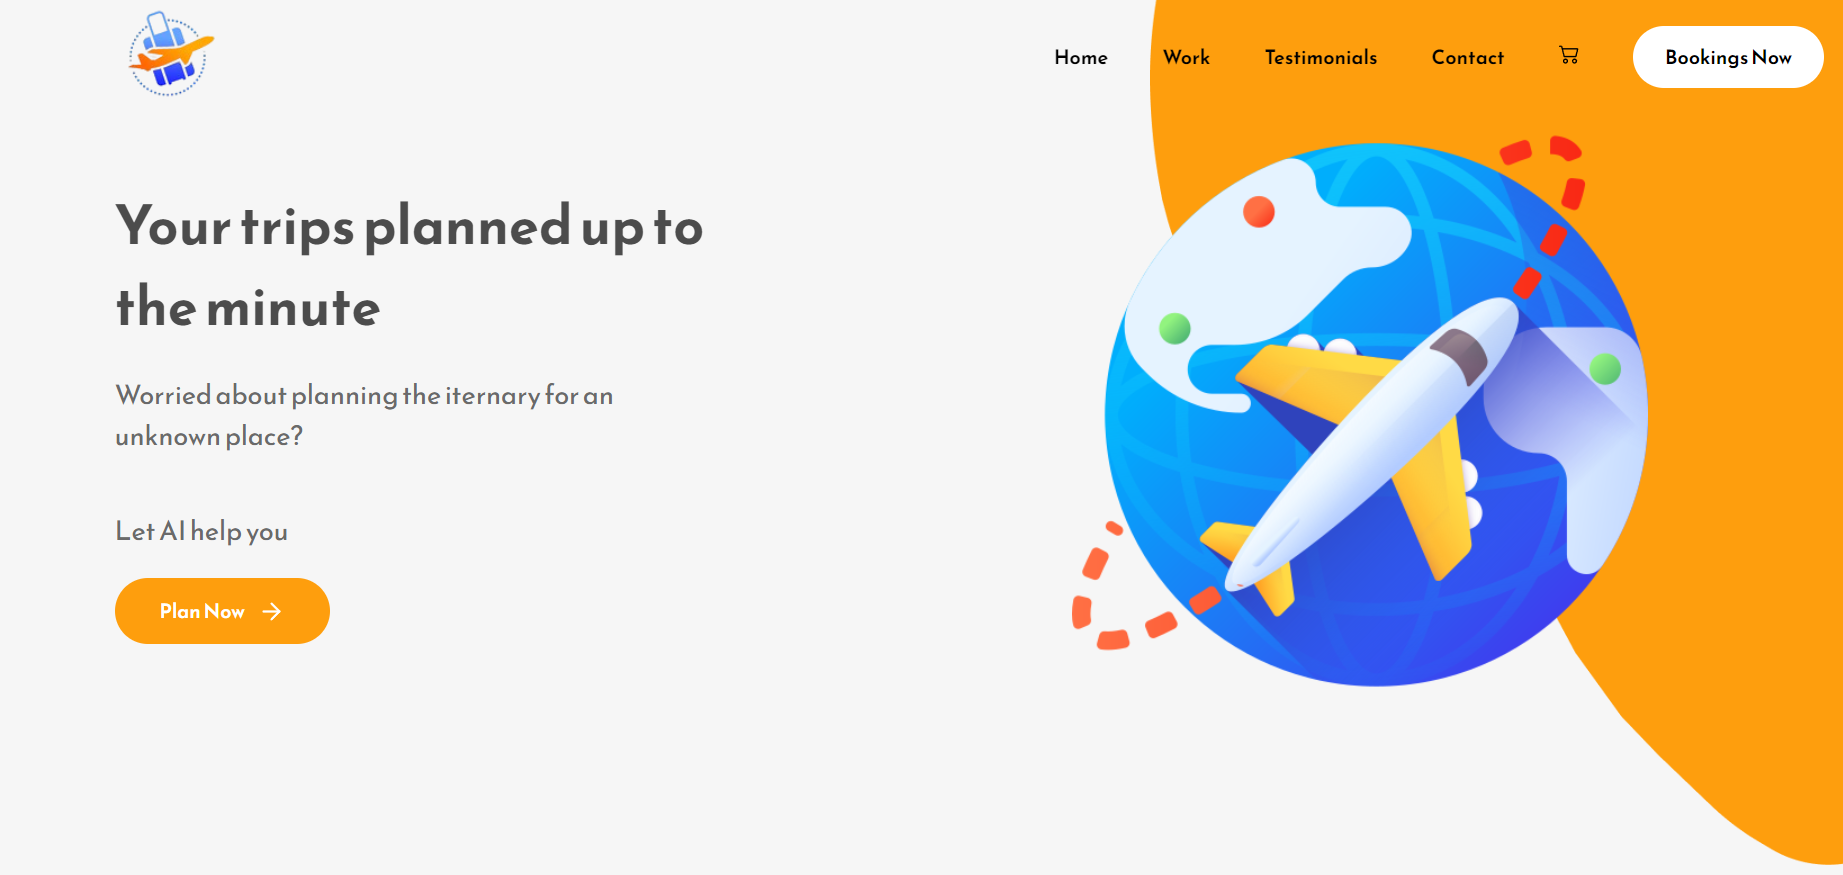 Home Work Testimonials Contact Bookings Now
Your trips planned up to
the minute
Worried about planning the iternary for an
unknown place?
Let AI help you
Plan Now